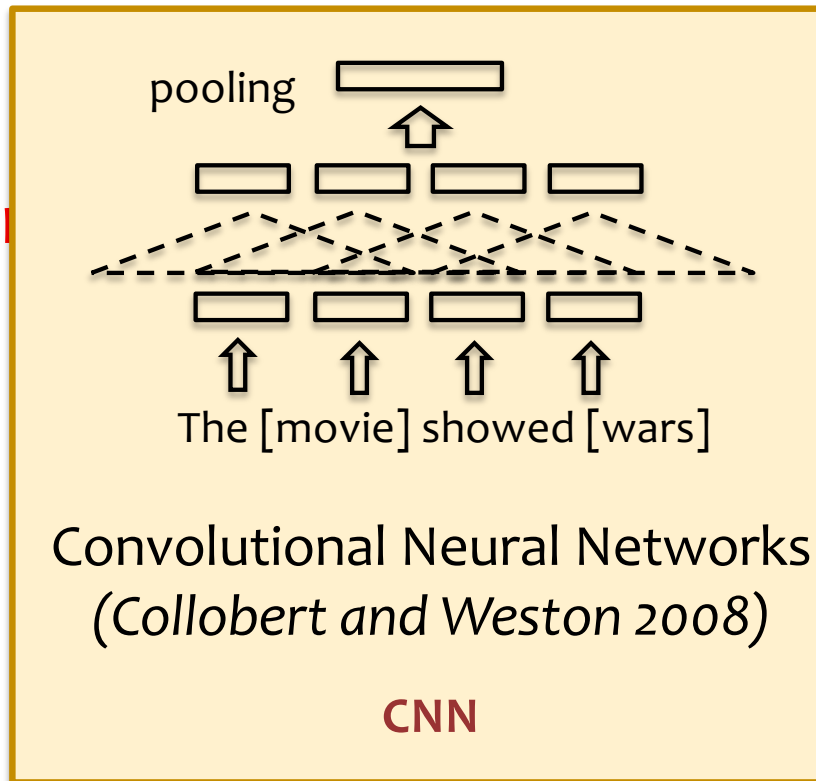 pooling
The [movie] showed [wars]
Convolutional Neural Networks
(Collobert and Weston 2008)
CNN